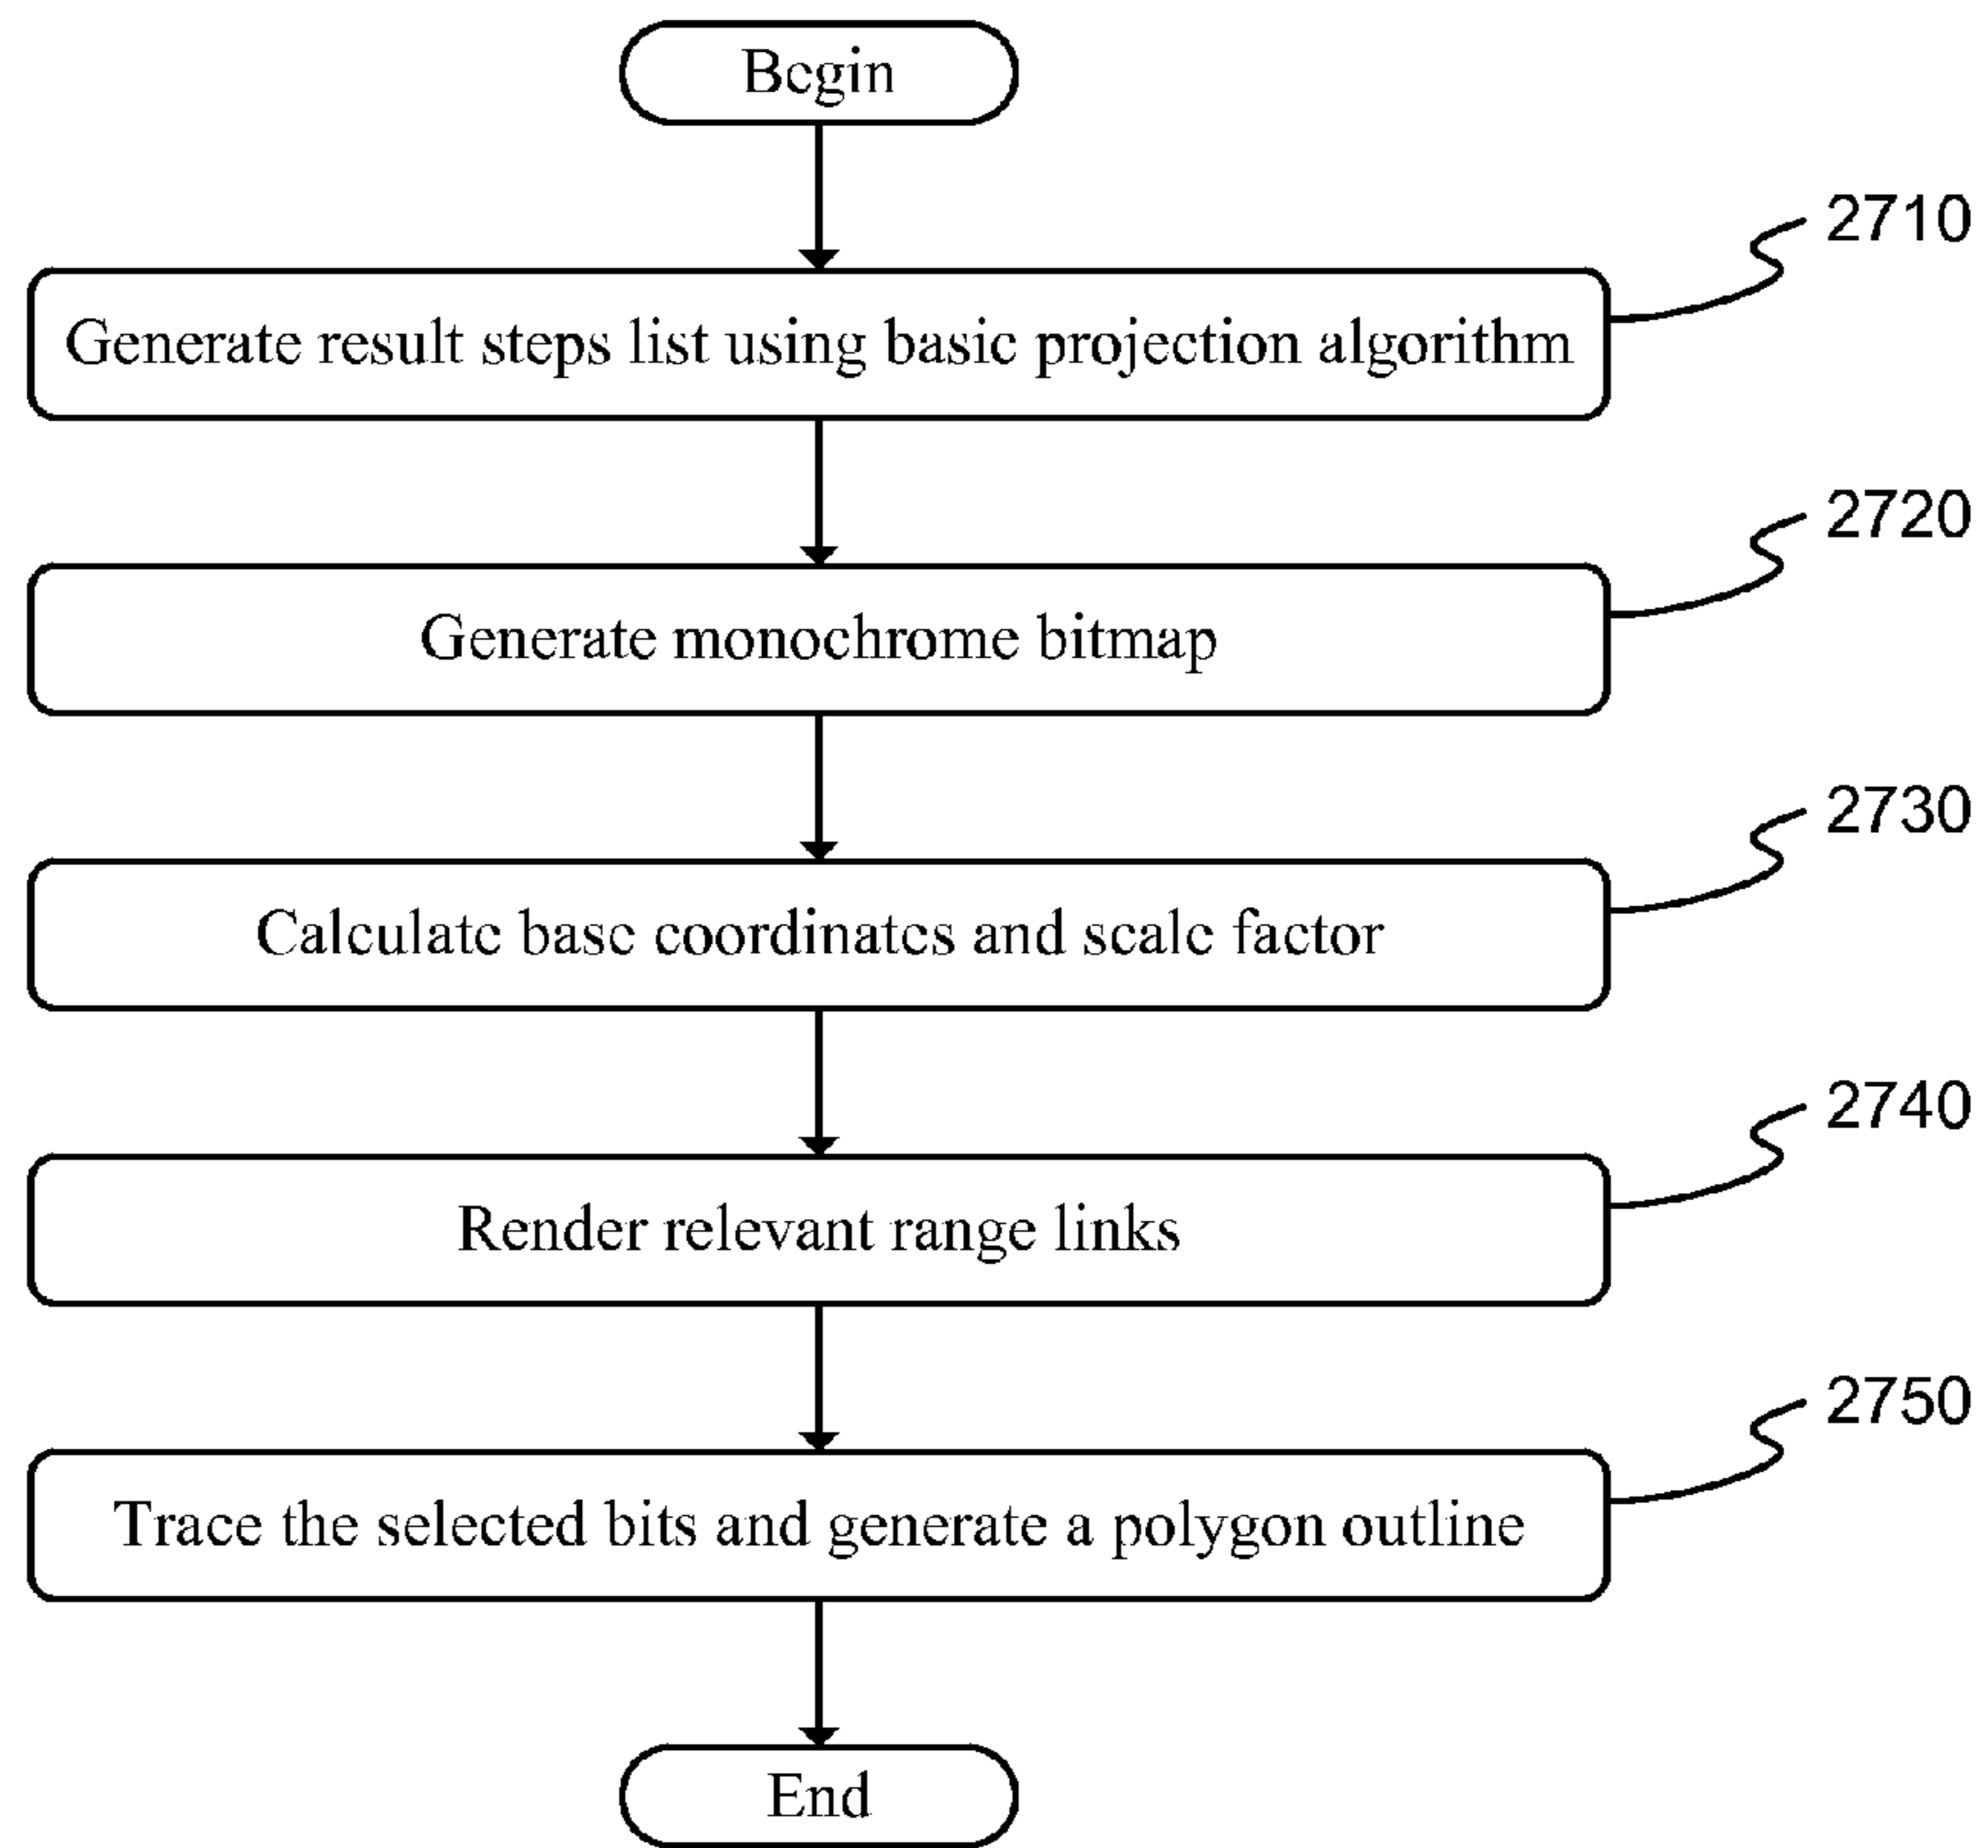 Begin
2710
Generate result steps list using basic projection algorithm
2720
Generate monochrome bitmap
2730
Calculate base coordinates and scale factor
2740
Render relevant range links
2750
Trace the selected bits and generate a polygon outline
End